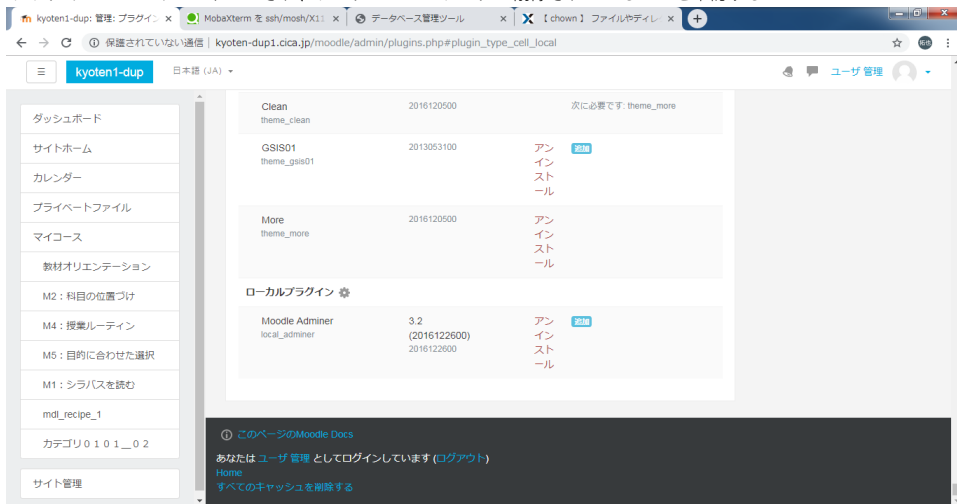 kyoten1-dup: 管理: プラグイン
MobaXterm を ssh/mosh/X11
データベース管理ツール
【 chown 】 ファイルやディレ
保護されていない通信 | kyoten-dup1.cica.jp/moodle/admin/plugins.php#plugin_type_cell_local
kyoten1-dup 日本語 (JA) ユーザ 管理
ダッシュボード
サイトホーム
カレンダー
プライベートファイル
マイコース
教材オリエンテーション
M2:科目の位置づけ
M4:授業ルーティン
M5:目的に合わせた選択
M1:シラバスを読む
mdl_recipe_1
カテゴリ0101__02
サイト管理
Clean 2016120500 次に必要です: theme_more
theme_clean
GSIS01 2013053100 アンインストール 追加
theme_gsis01
More 2016120500 アンインストール
theme_more
ローカルプラグイン
Moodle Adminer 3.2 アンインストール 追加
local_adminer (2016122600)
2016122600
このページのMoodle Docs
あなたは ユーザ 管理 としてログインしています (ログアウト)
Home
すべてのキャッシュを削除する